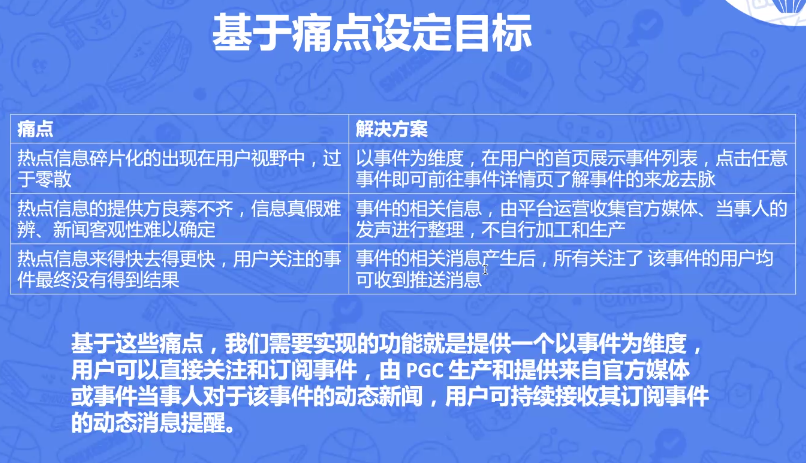 基于痛点设定目标
痛点
解决方案
热点信息碎片化的出现在用户视野中，过
于零散
以事件为维度，在用户的首页展示事件列表，点击任意
事件即可前往事件详情页了解事件的来龙去脉
热点信息的提供方良莠不齐，信息真假难
辨、新闻客观性难以确定
事件的相关信息，由平台运营收集官方媒体、当事人的
发声进行整理，不自行加工和生产
热点信息来得快去得更快，用户关注的事
件最终没有得到结果
事件的相关消息产生后，所有关注了 该事件的用户均
可收到推送消息
基于这些痛点，我们需要实现的功能就是提供一个以事件为维度，
用户可以直接关注和订阅事件，由 PGC 生产和提供来自官方媒体
或事件当事人对于该事件的动态新闻，用户可持续接收其订阅事件
的动态消息提醒。